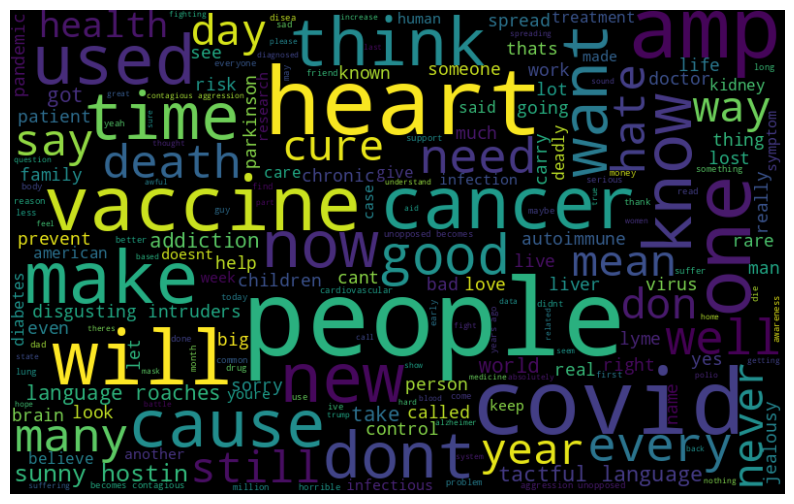 pandemic
fighting
health
used
day
sad
disea
increase
please
last
diagnosed
see
think
human
spread
spreading
everyone
treatment
want
made
thats
amp
long
great
contagious aggression
got
risk
yeah
sure
friend
known
someone
work
life
hate
doctor
sound
kidney
patient
time
parkinson
research
may
heart
said
going
lot
know
way
question
say
thought
support
much
carry
deadly
thing
symptom
death
cure
need
lost
something
family
care
chronic
give
infection
case
understand
money
serious
true
read
body
awful
find
aid
maybe
thank
women
really
reason
less
feel
vaccine
guy
part
cancer
one
prevent
better
based
addiction
now
unopposed becomes
good
autoimmune
mean
rare
american
doesnt
help
week
children
cant
live
suffer
man
diabetes
make
today
cardiovascular
bad
love
liver
virus
don
die
disgusting intruders
people
early
data
didnt
home
awareness
even
theres
done
common
drug
big
years ago
related
lyme
well
dad
state
mask
month
let
call
fight
seem
getting
lung
will
new
show
medicine
absolutely
world
real
first
right
polio
yes
hope
language roaches
youre
sorry
use
ive
trump
hard
blood
come
person
covid
keep
name
never
jealousy
brain
look
many
cause
humble
take
called
alzheimer
control
dont
year
every
back
believe
another
still
system
problem
nothing
sunny hostin
infectious
tactful language
suffering
becomes contagious
million
horrible
aggression unopposed